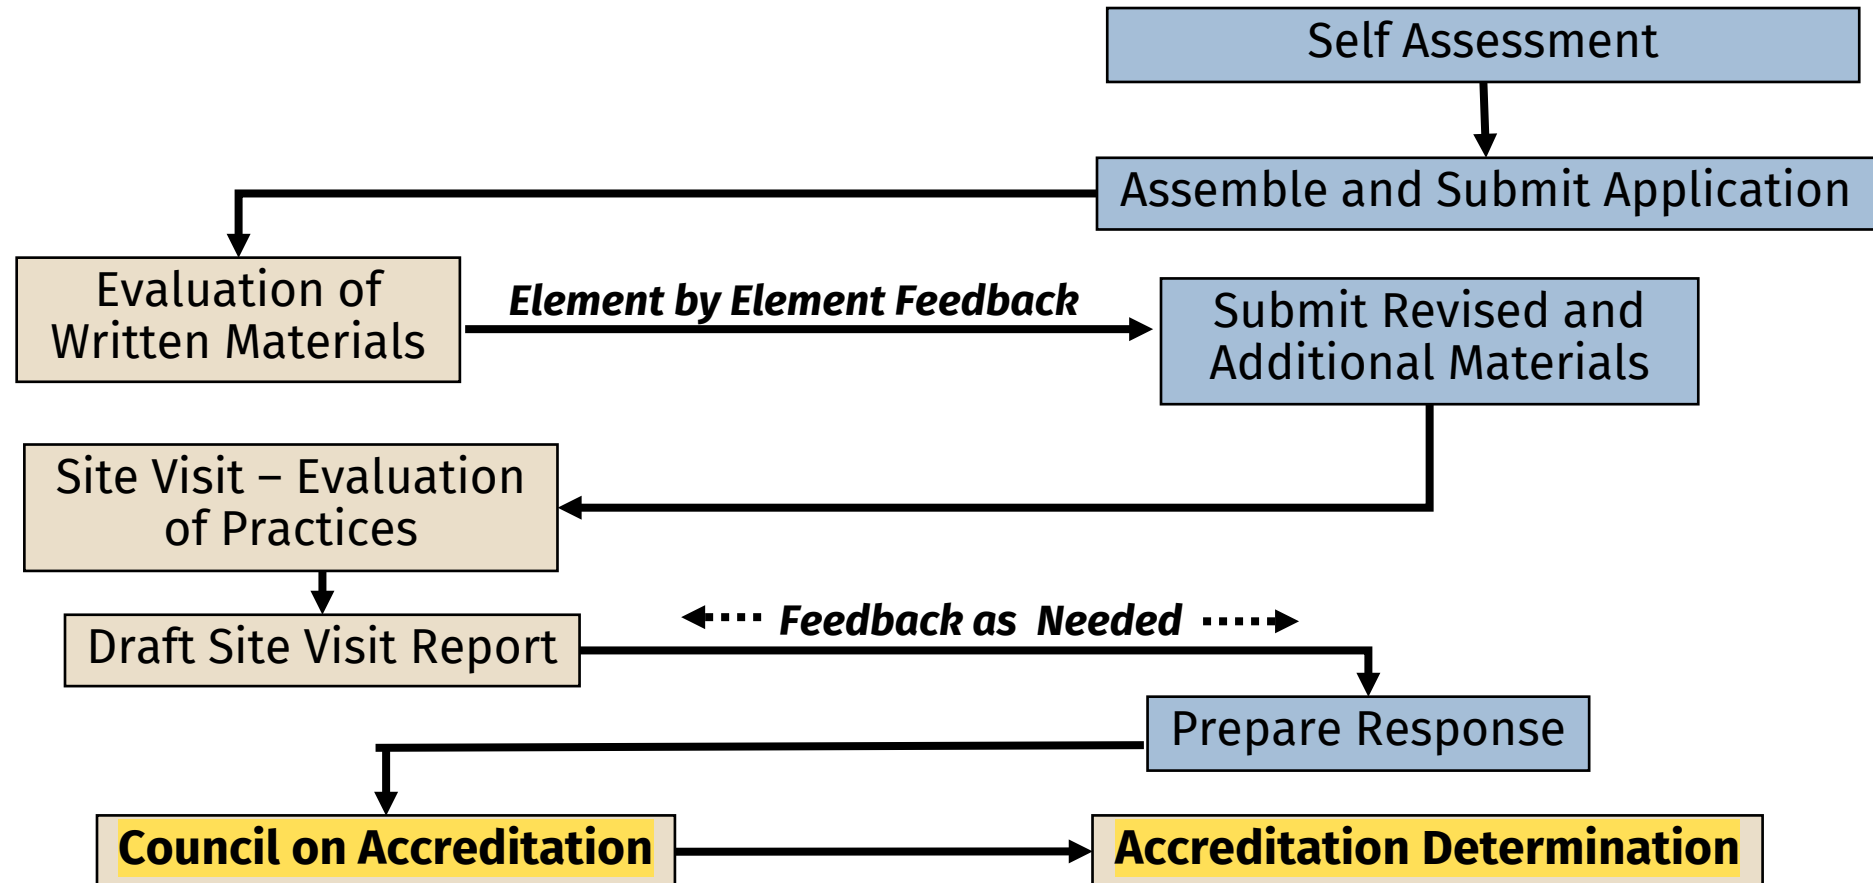 Self Assessment
Assemble and Submit Application
Evaluation of
Written Materials
Element by Element Feedback
Submit Revised and
Additional Materials
Site Visit – Evaluation
of Practices
Draft Site Visit Report
Feedback as Needed
Prepare Response
Council on Accreditation
Accreditation Determination